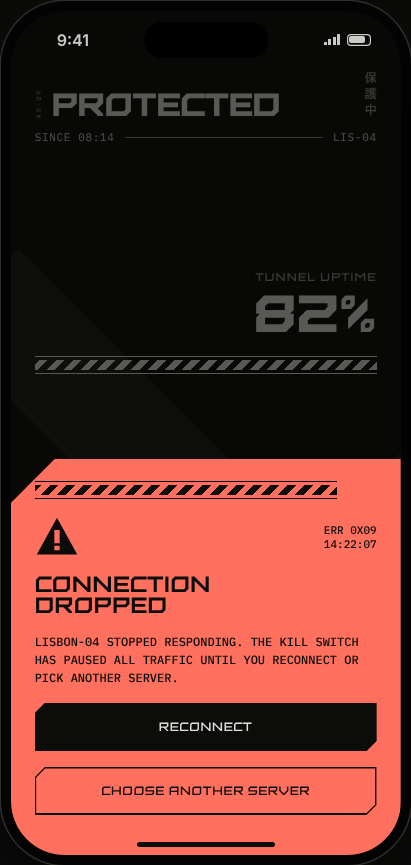 9:41
PROTECTED
保護中
SINCE 08:14
LIS-04
TUNNEL UPTIME
82%
ERR 0X09
14:22:07
CONNECTION
DROPPED
LISBON-04 STOPPED RESPONDING. THE KILL SWITCH
HAS PAUSED ALL TRAFFIC UNTIL YOU RECONNECT OR
PICK ANOTHER SERVER.
RECONNECT
CHOOSE ANOTHER SERVER